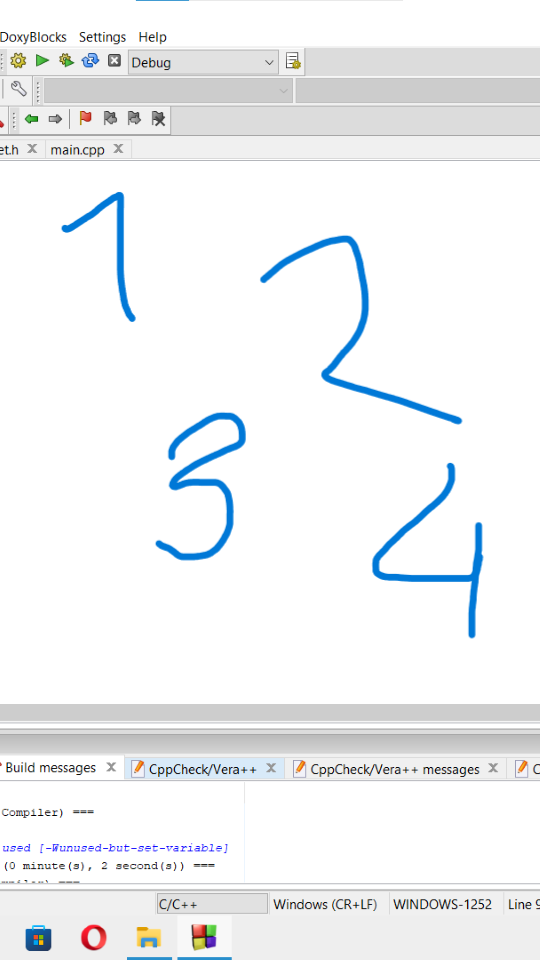 DoxyBlocks Settings Help
Debug
et.h main.cpp
1
2
3
4
Build messages CppCheck/Vera++ CppCheck/Vera++ messages C
Compiler) ===
used [-Wunused-but-set-variable]
(0 minute(s), 2 second(s)) ===
C/C++ Windows (CR+LF) WINDOWS-1252 Line 9